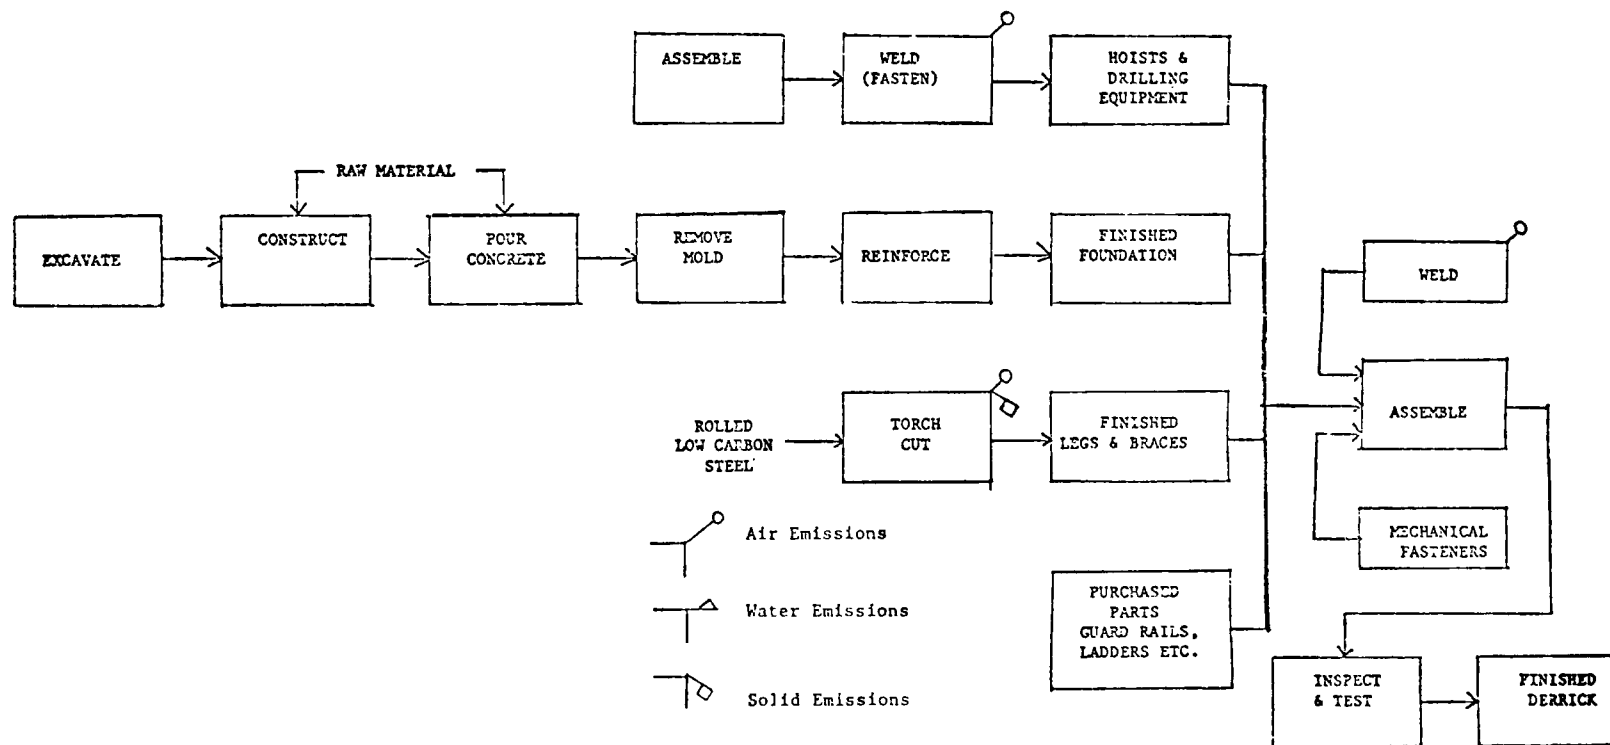 ASSEMBLE
WELD
(FASTEN)
HOISTS &
DRILLING
EQUIPMENT
RAW MATERIAL
EXCAVATE
CONSTRUCT
POUR
CONCRETE
REMOVE
MOLD
REINFORCE
FINISHED
FOUNDATION
WELD
ROLLED
LOW CARBON
STEEL
TORCH
CUT
FINISHED
LEGS & BRACES
ASSEMBLE
MECHANICAL
FASTENERS
Air Emissions
Water Emissions
Solid Emissions
PURCHASED
PARTS
GUARD RAILS,
LADDERS ETC.
INSPECT
& TEST
FINISHED
DERRICK